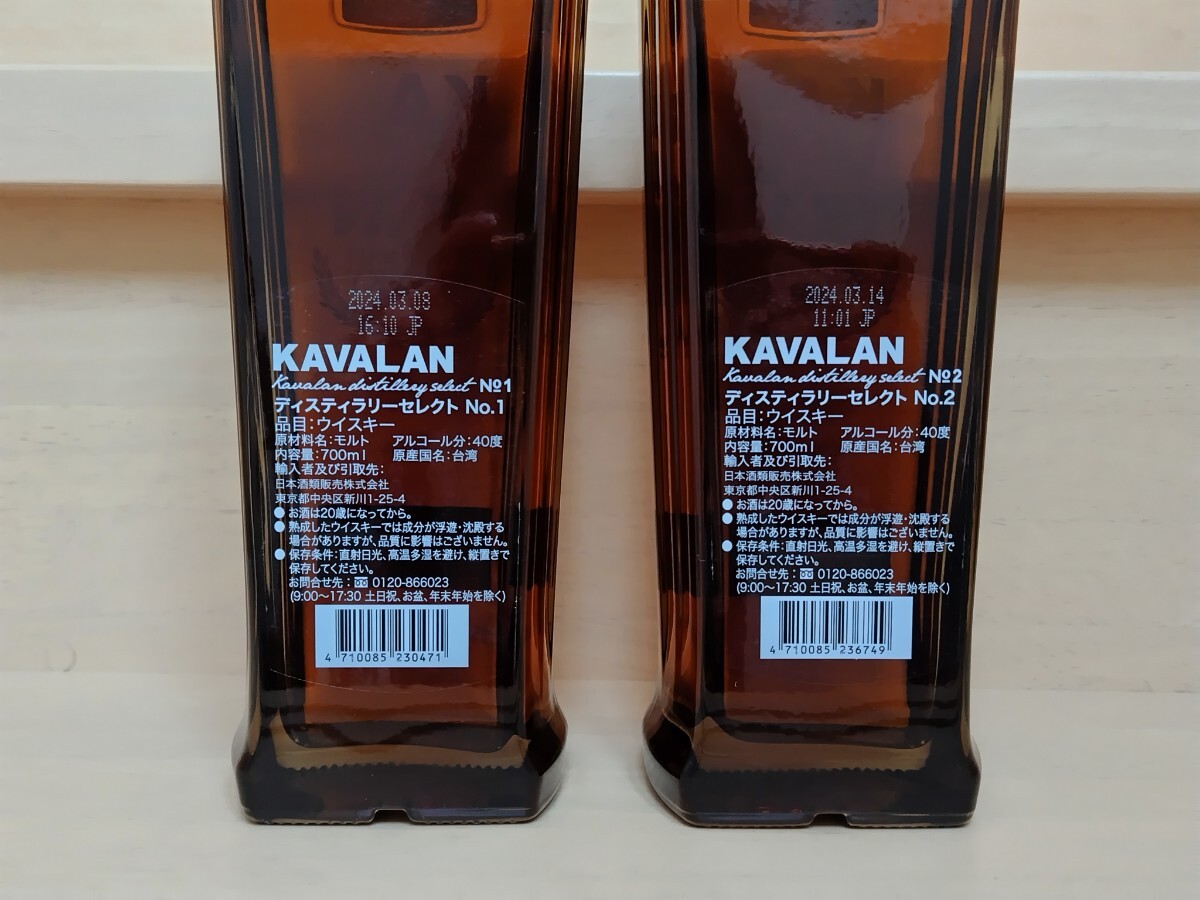 2024.03.08
16:10 JP
KAVALAN
Kavalan distillery select №1
ディスティラリーセレクト No.1
品目:ウイスキー
原材料名:モルト アルコール分:40度
内容量:700ml 原産国名:台湾
輸入者及び引取先:
日本酒類販売株式会社
東京都中央区新川1-25-4
●お酒は20歳になってから。
●熟成したウイスキーでは成分が浮遊・沈殿する
場合がありますが、品質に影響はございません。
●保存条件:直射日光、高温多湿を避け、縦置きで
保存してください。
お問合せ先: 0120-866023
(9:00〜17:30 土日祝、お盆、年末年始を除く)
4 710085 230471
2024.03.14
11:01 JP
KAVALAN
Kavalan distillery select №2
ディスティラリーセレクト No.2
品目:ウイスキー
原材料名:モルト アルコール分:40度
内容量:700ml 原産国名:台湾
輸入者及び引取先:
日本酒類販売株式会社
東京都中央区新川1-25-4
●お酒は20歳になってから。
●熟成したウイスキーでは成分が浮遊・沈殿する
場合がありますが、品質に影響はございません。
●保存条件:直射日光、高温多湿を避け、縦置きで
保存してください。
お問合せ先: 0120-866023
(9:00〜17:30 土日祝、お盆、年末年始を除く)
4 710085 236749